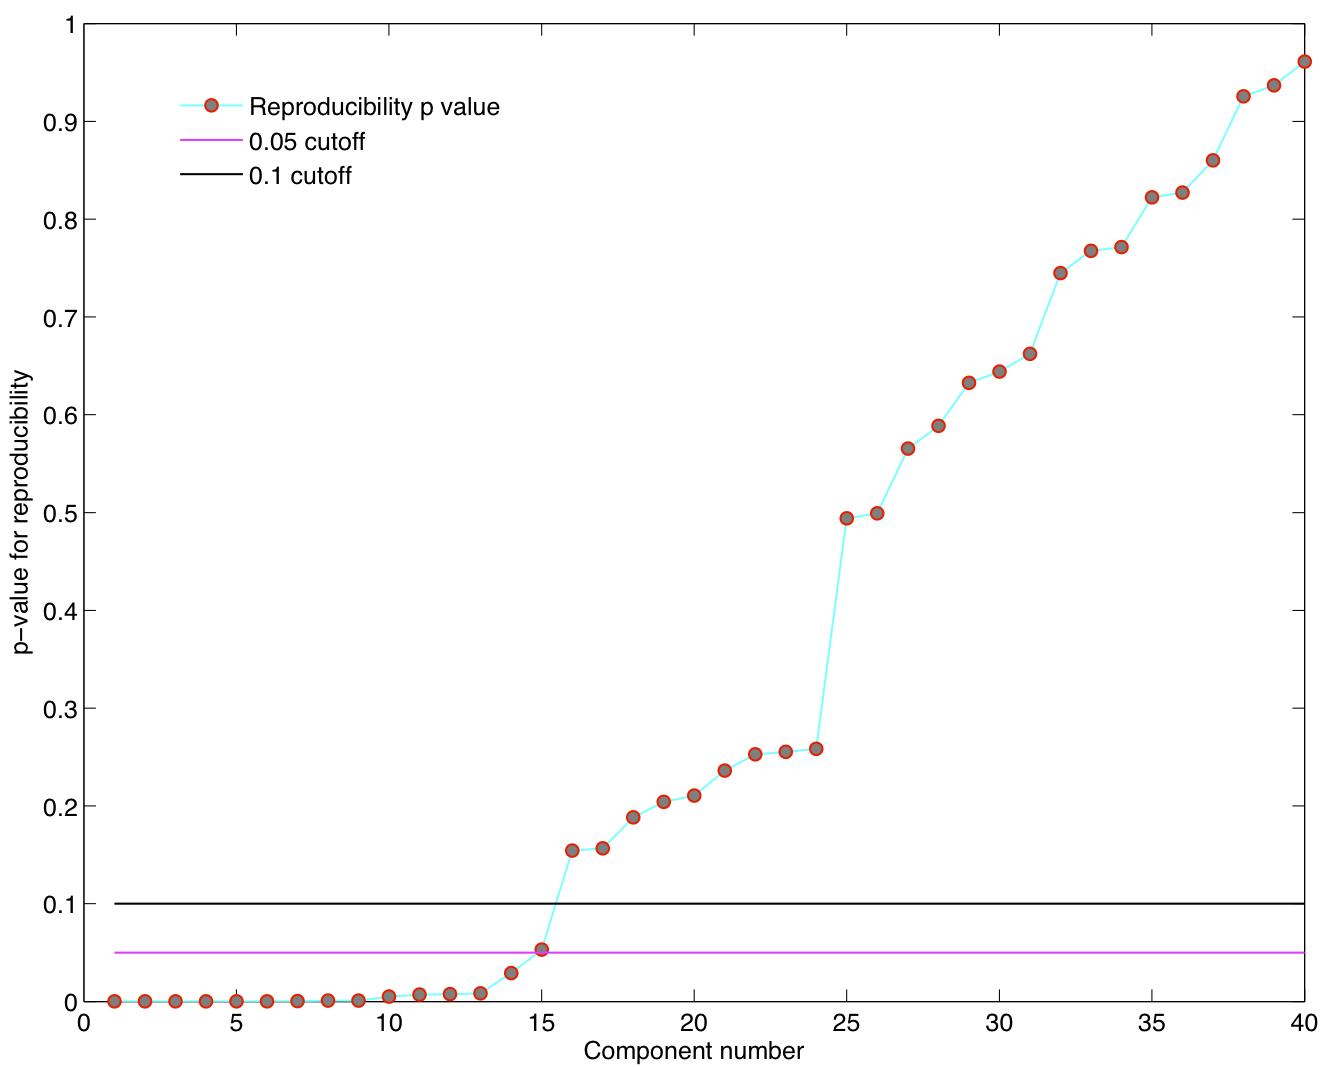 Reproducibility p value
0.05 cutoff
0.1 cutoff
1
0.9
0.8
0.7
0.6
0.5
0.4
0.3
0.2
0.1
0
p−value for reproducibility
0 5 10 15 20 25 30 35 40
Component number